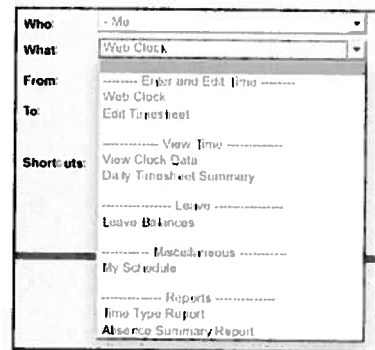 Who: - Me
What: Web Clock
From:
-------- Enter and Edit Time --------
Web Clock
To:
Edit Timesheet
------------ View Time ------------
Shortcuts:
View Clock Data
Daily Timesheet Summary
--------------- Leave ---------------
Leave Balances
---------- Miscellaneous ----------
My Schedule
------------- Reports -------------
Time Type Report
Absence Summary Report